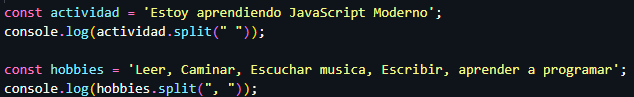 const actividad = 'Estoy aprendiendo JavaScript Moderno';
console.log(actividad.split(" "));
const hobbies = 'Leer, Caminar, Escuchar musica, Escribir, aprender a programar';
console.log(hobbies.split(", "));